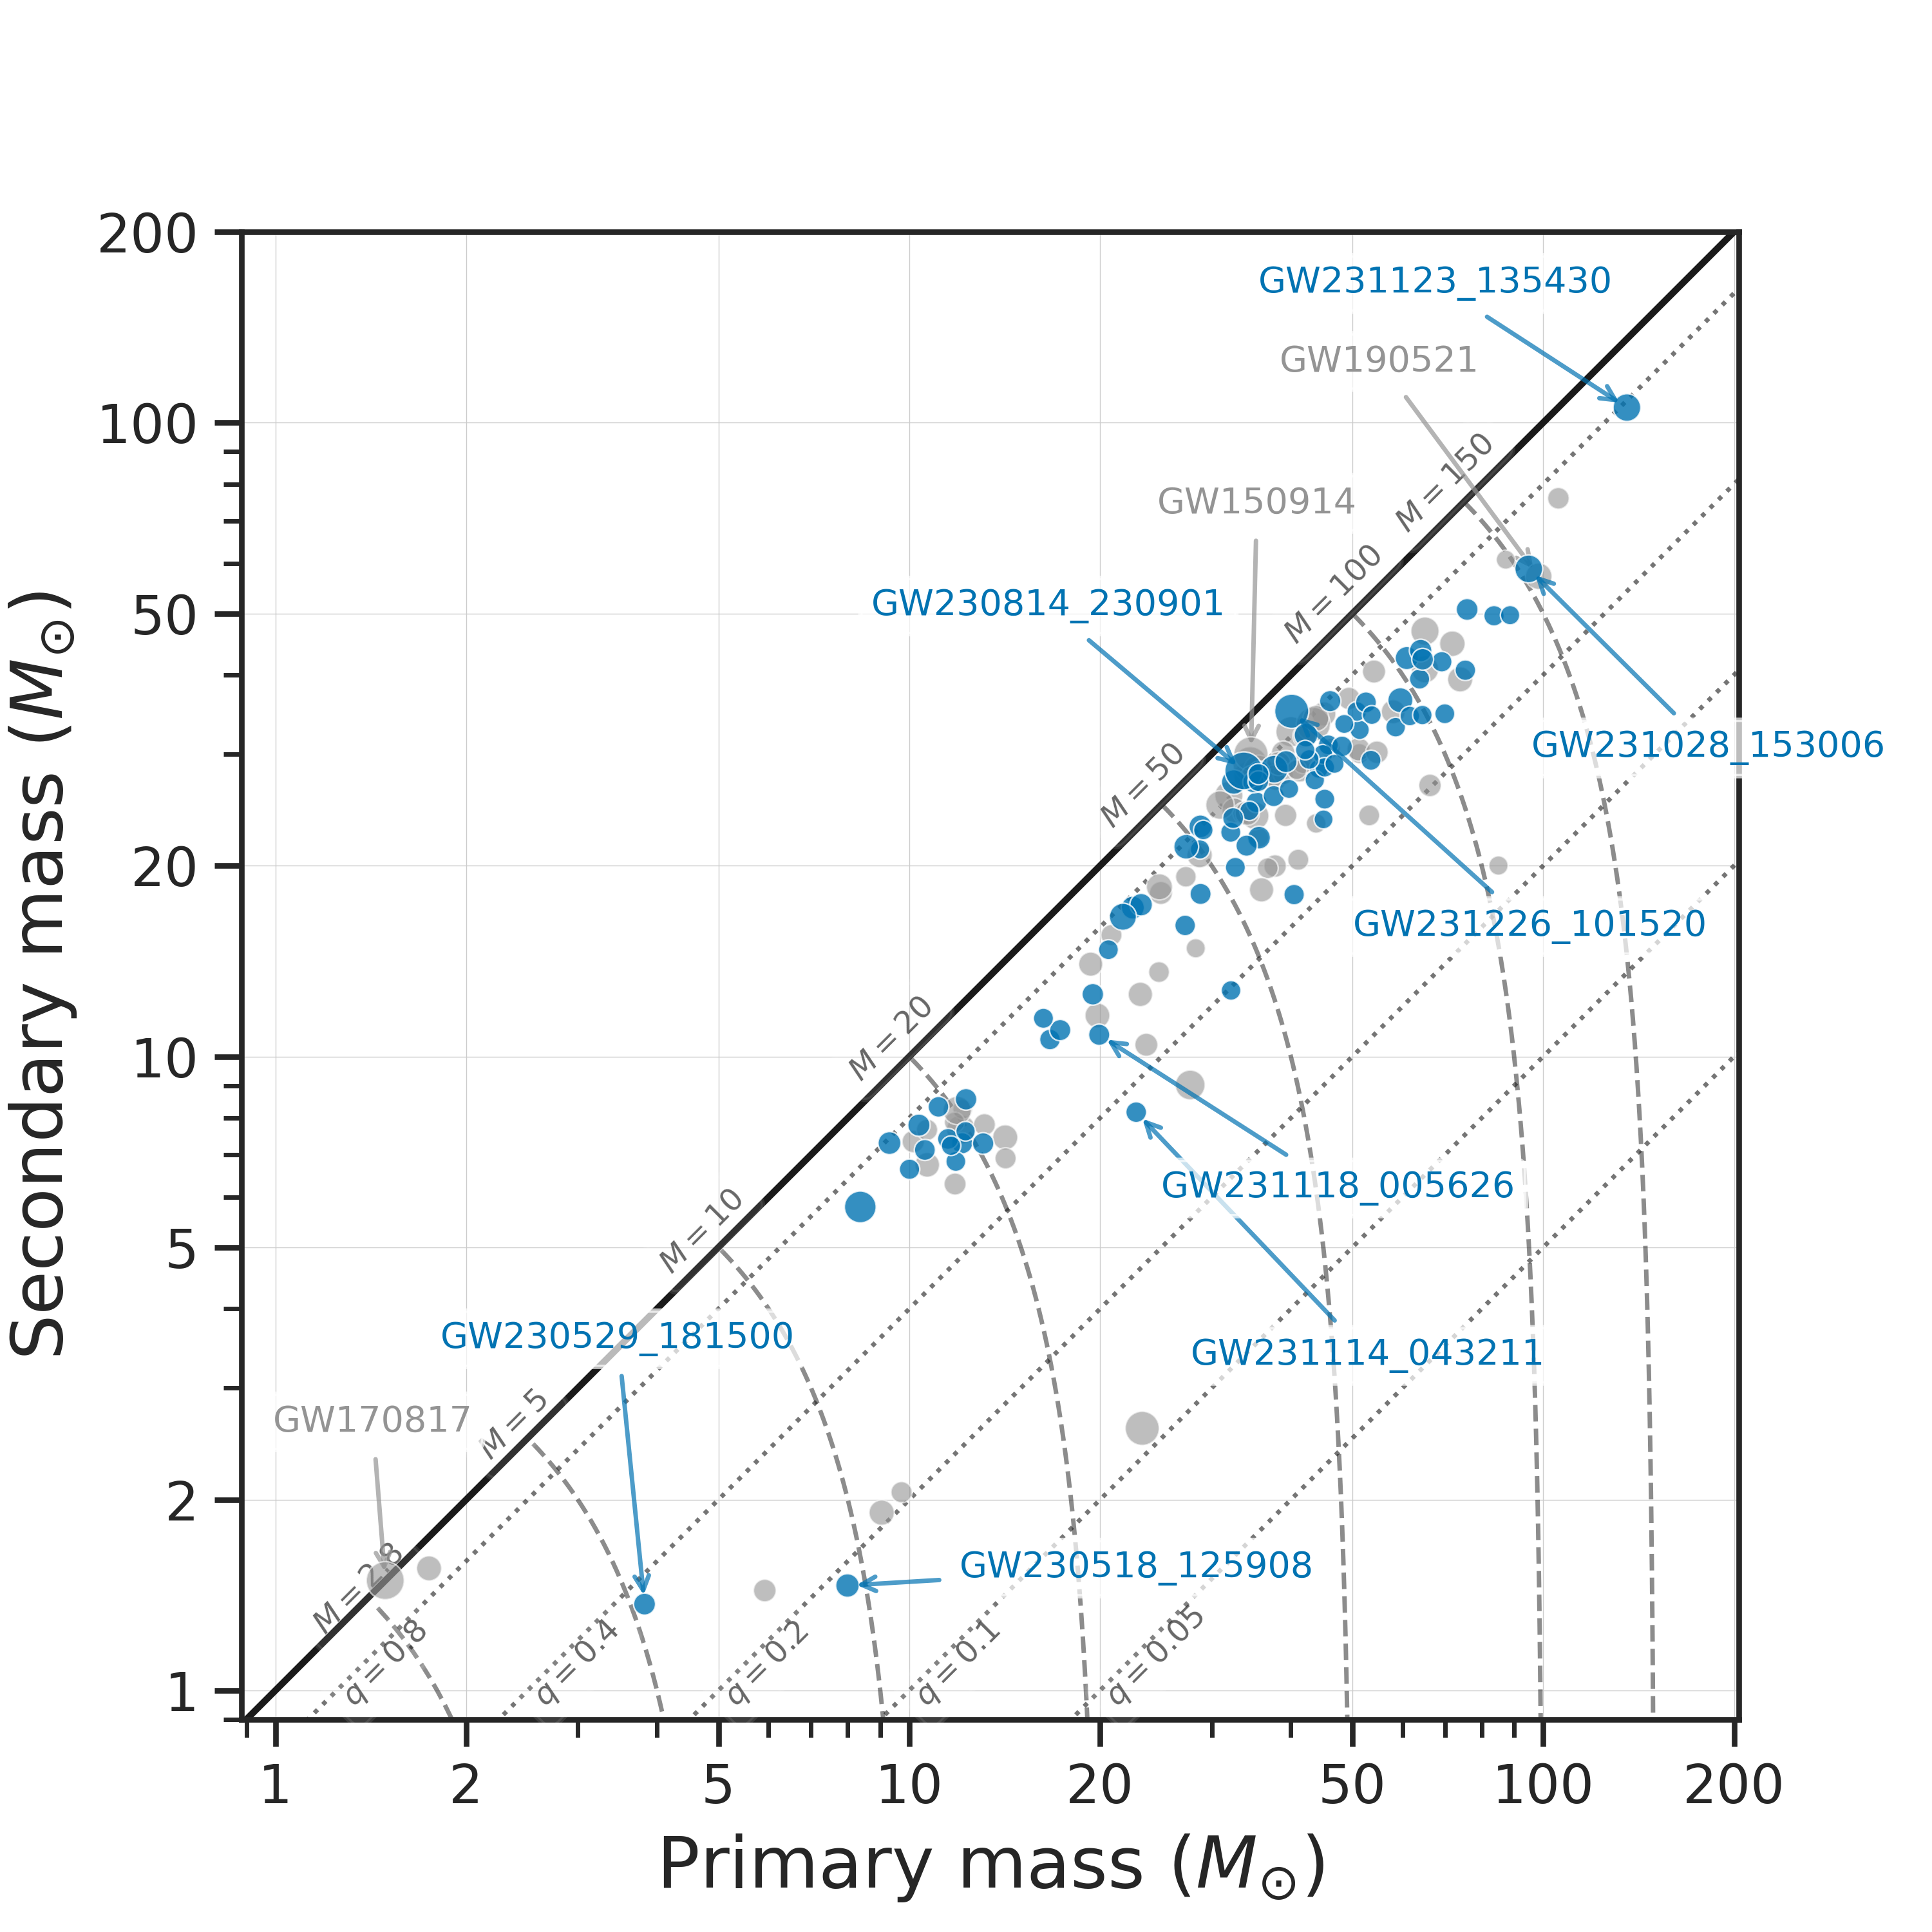 200
100
50
20
10
5
2
1
Secondary mass (M⊙)
GW231123_135430
GW190521
GW150914
GW230814_230901
GW231028_153006
GW231226_101520
GW231118_005626
GW231114_043211
GW230529_181500
GW170817
GW230518_125908
M = 150
M = 100
M = 50
M = 20
M = 10
M = 5
M = 2.8
q = 0.8
q = 0.4
q = 0.2
q = 0.1
q = 0.05
1
2
5
10
20
50
100
200
Primary mass (M⊙)